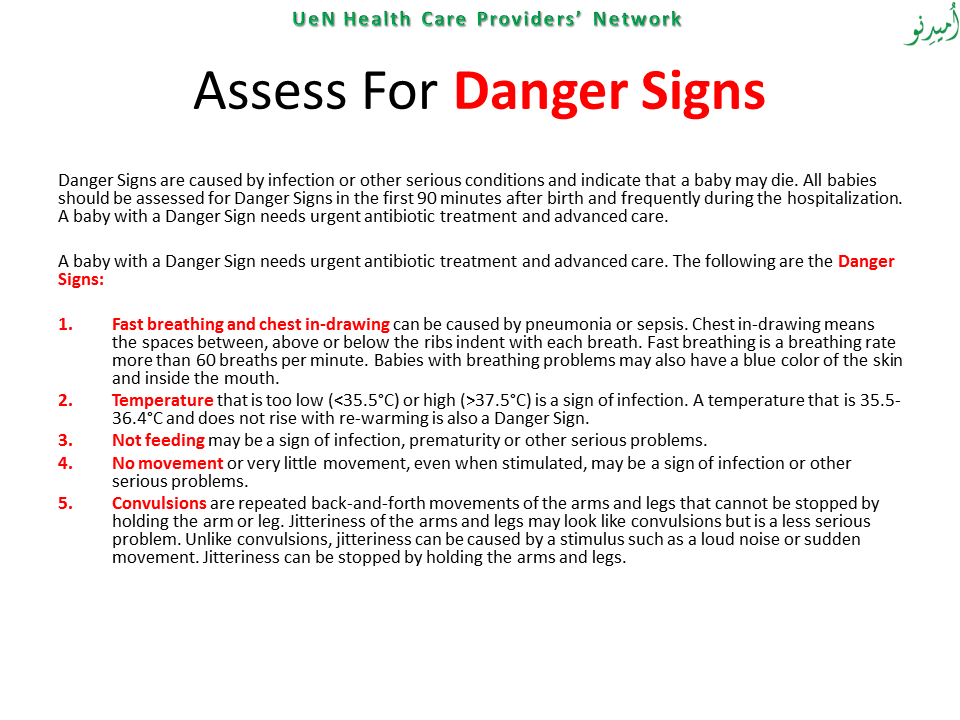 UeN Health Care Providers’ Network
اُمیدِنو
Assess For Danger Signs
Danger Signs are caused by infection or other serious conditions and indicate that a baby may die. All babies
should be assessed for Danger Signs in the first 90 minutes after birth and frequently during the hospitalization.
A baby with a Danger Sign needs urgent antibiotic treatment and advanced care.
A baby with a Danger Sign needs urgent antibiotic treatment and advanced care. The following are the Danger
Signs:
1. Fast breathing and chest in-drawing can be caused by pneumonia or sepsis. Chest in-drawing means
the spaces between, above or below the ribs indent with each breath. Fast breathing is a breathing rate
more than 60 breaths per minute. Babies with breathing problems may also have a blue color of the skin
and inside the mouth.
2. Temperature that is too low (<35.5°C) or high (>37.5°C) is a sign of infection. A temperature that is 35.5-
36.4°C and does not rise with re-warming is also a Danger Sign.
3. Not feeding may be a sign of infection, prematurity or other serious problems.
4. No movement or very little movement, even when stimulated, may be a sign of infection or other
serious problems.
5. Convulsions are repeated back-and-forth movements of the arms and legs that cannot be stopped by
holding the arm or leg. Jitteriness of the arms and legs may look like convulsions but is a less serious
problem. Unlike convulsions, jitteriness can be caused by a stimulus such as a loud noise or sudden
movement. Jitteriness can be stopped by holding the arms and legs.